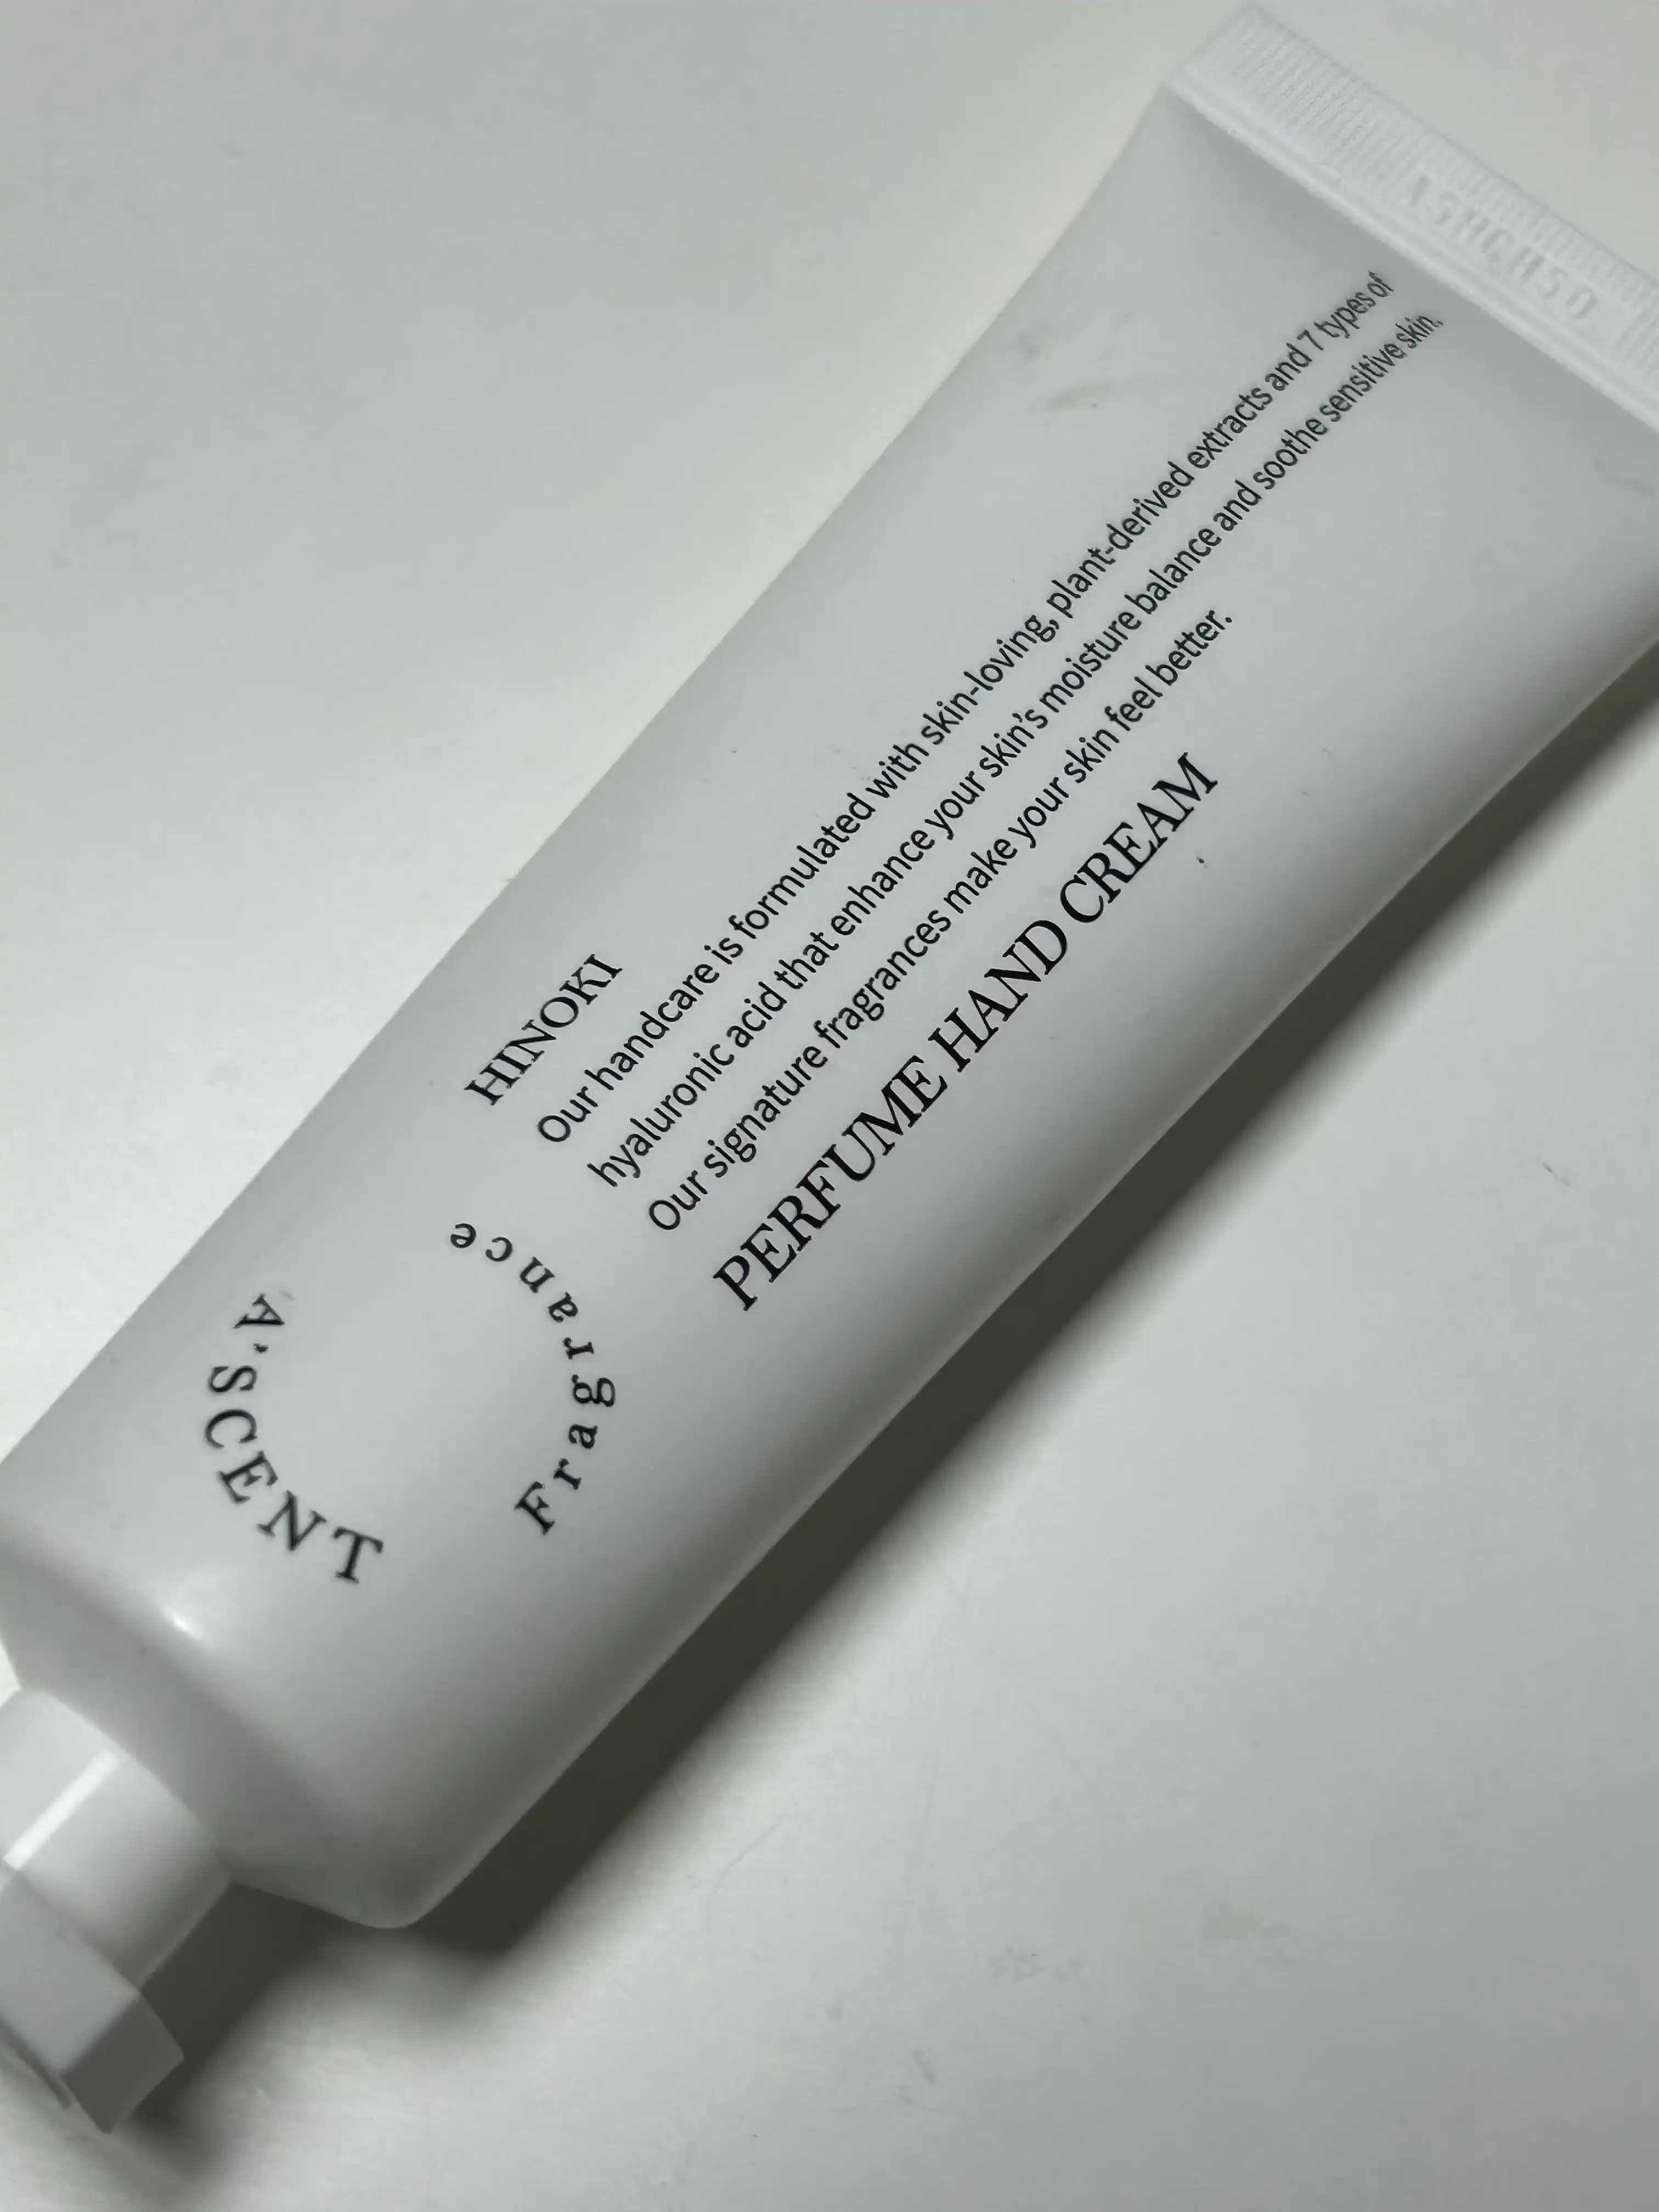 A.SCENT
Fragrance
HINOKI
Our handcare is formulated with skin-loving, plant-derived extracts and 7 types of
hyaluronic acid that enhance your skin's moisture balance and soothe sensitive skin.
Our signature fragrances make your skin feel better.
PERFUME HAND CREAM